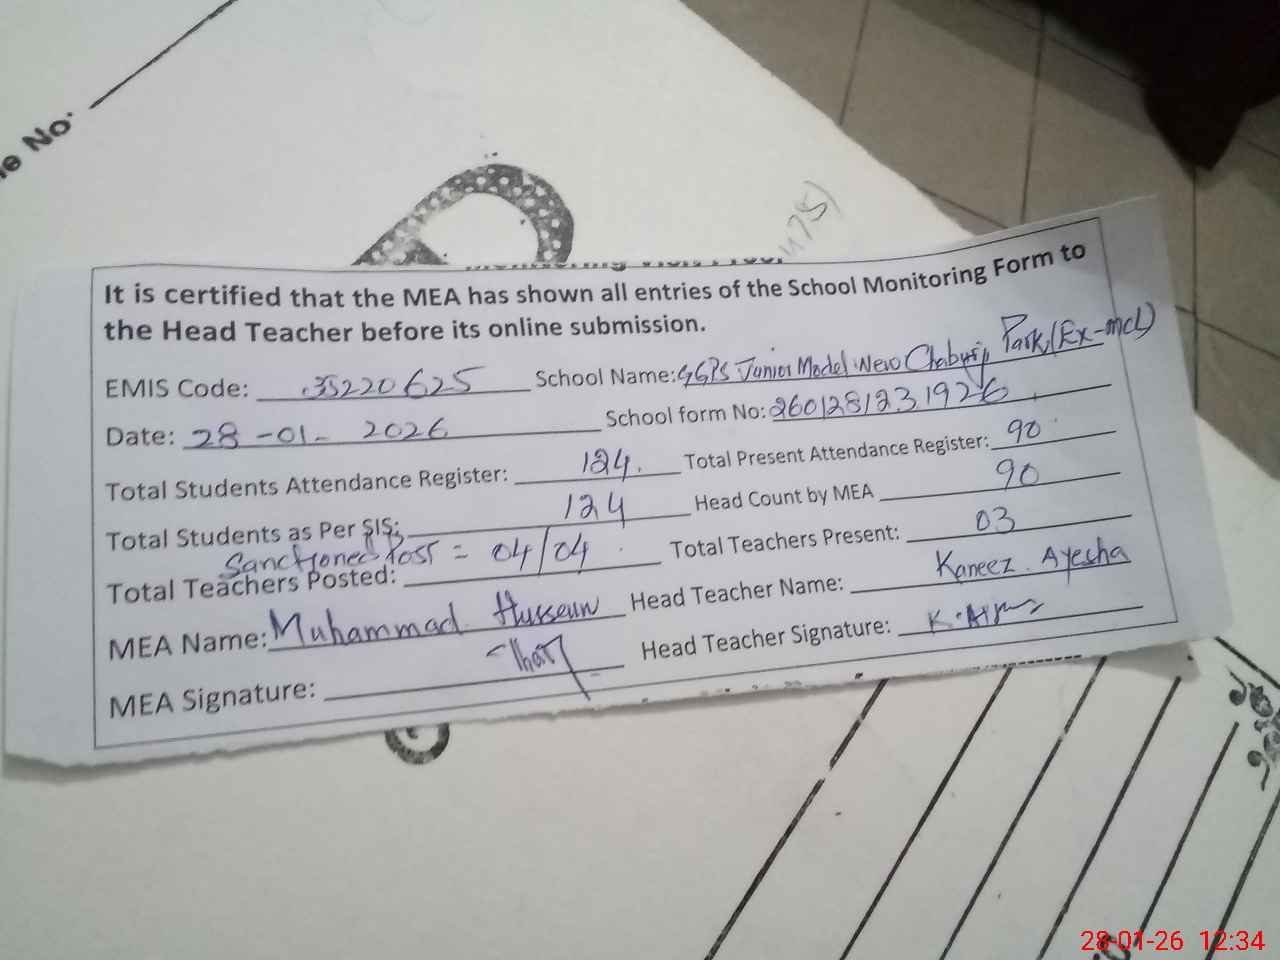 e No.
475)
It is certified that the MEA has shown all entries of the School Monitoring Form to
the Head Teacher before its online submission.
EMIS Code: 35220625 School Name: GGPS Junior Model New Chaburji Park (Ex-mcl)
Date: 28-01-2026 School form No: 260128123 1926
Total Students Attendance Register: 124. Total Present Attendance Register: 90
Total Students as Per SIS: 124 Head Count by MEA 90
Sanctioned Post = 04/04
Total Teachers Posted: Total Teachers Present: 03
MEA Name: Muhammad Hussain Head Teacher Name: Kaneez Ayesha
MEA Signature: Head Teacher Signature:
28-01-26 12:34